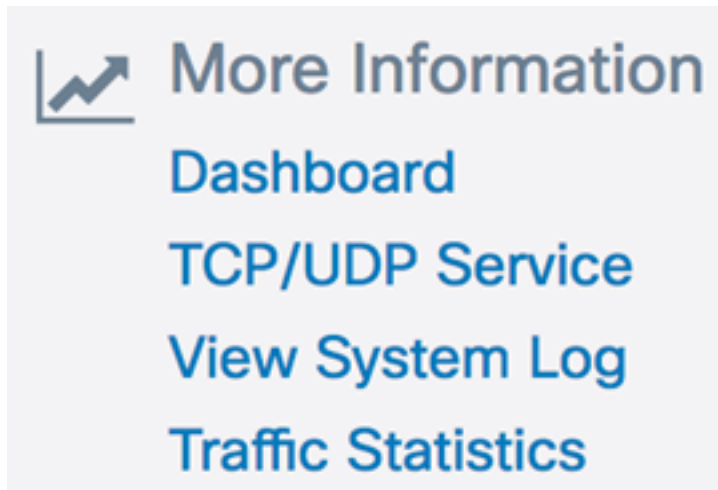 More Information
Dashboard
TCP/UDP Service
View System Log
Traffic Statistics